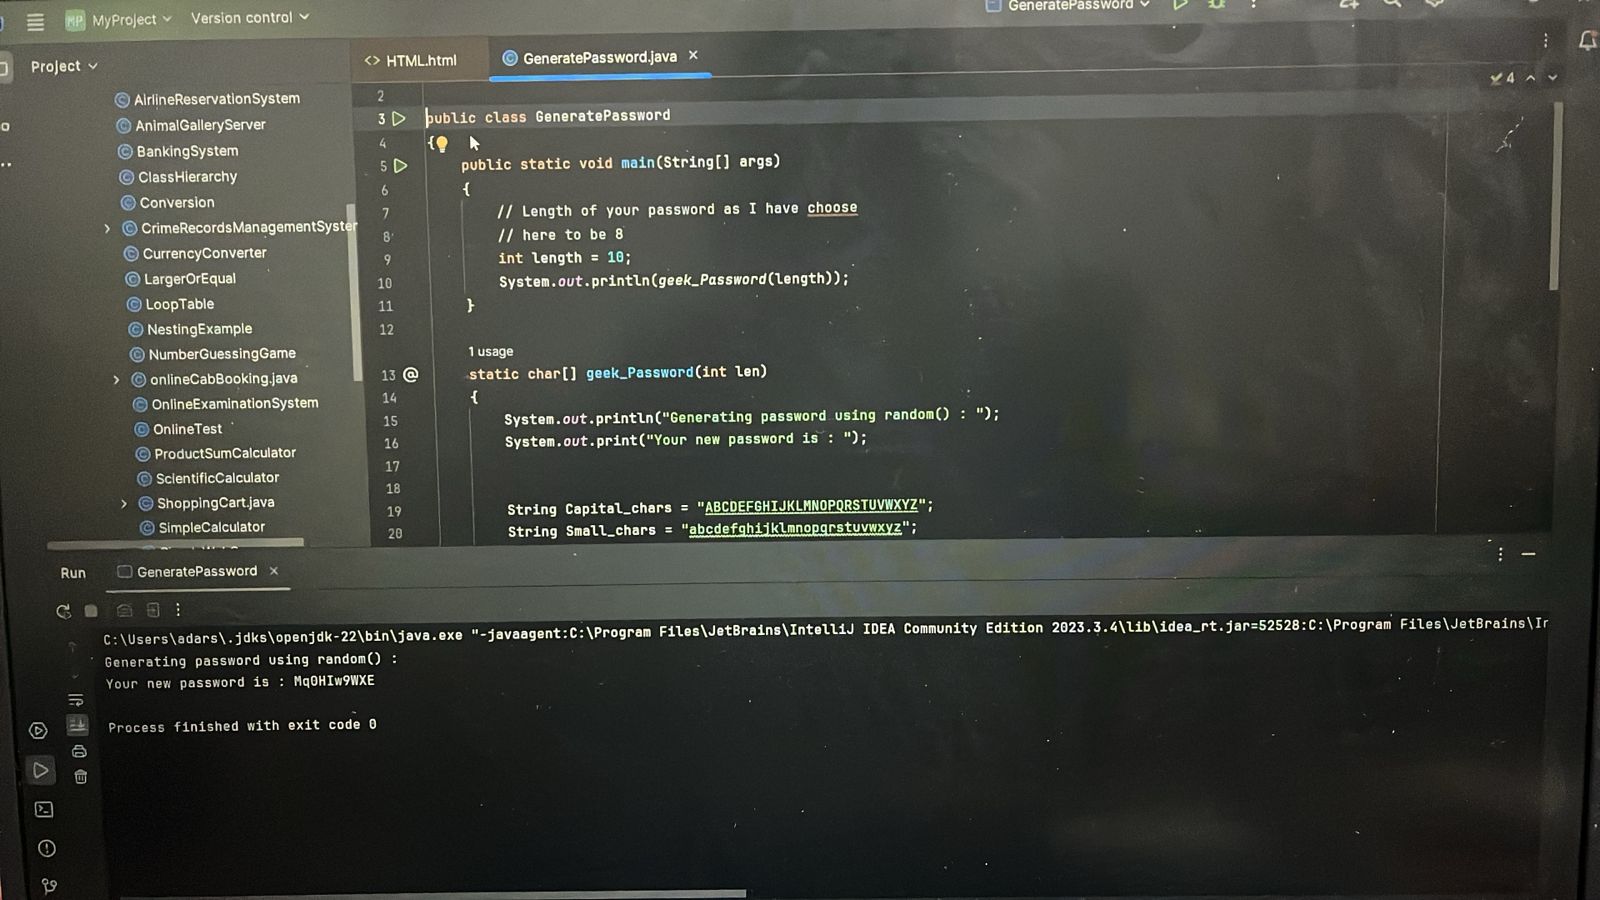 MP MyProject Version control
GeneratePassword
Project
HTML.html
GeneratePassword.java
4
AirlineReservationSystem
AnimalGalleryServer
BankingSystem
ClassHierarchy
Conversion
CrimeRecordsManagementSyster
CurrencyConverter
LargerOrEqual
LoopTable
NestingExample
NumberGuessingGame
onlineCabBooking.java
OnlineExaminationSystem
OnlineTest
ProductSumCalculator
ScientificCalculator
ShoppingCart.java
SimpleCalculator
2
3 public class GeneratePassword
4 {
5 public static void main(String[] args)
6 {
7 // Length of your password as I have choose
8 // here to be 8
9 int length = 10;
10 System.out.println(geek_Password(length));
11 }
12
1 usage
13 @ static char[] geek_Password(int len)
14 {
15 System.out.println("Generating password using random() : ");
16 System.out.print("Your new password is : ");
17
18
19 String Capital_chars = "ABCDEFGHIJKLMNOPQRSTUVWXYZ";
20 String Small_chars = "abcdefghijklmnopqrstuvwxyz";
Run GeneratePassword
C:\Users\adars\.jdks\openjdk-22\bin\java.exe "-javaagent:C:\Program Files\JetBrains\IntelliJ IDEA Community Edition 2023.3.4\lib\idea_rt.jar=52528:C:\Program Files\JetBrains\In
Generating password using random() :
Your new password is : Mq0HIw9WXE
Process finished with exit code 0